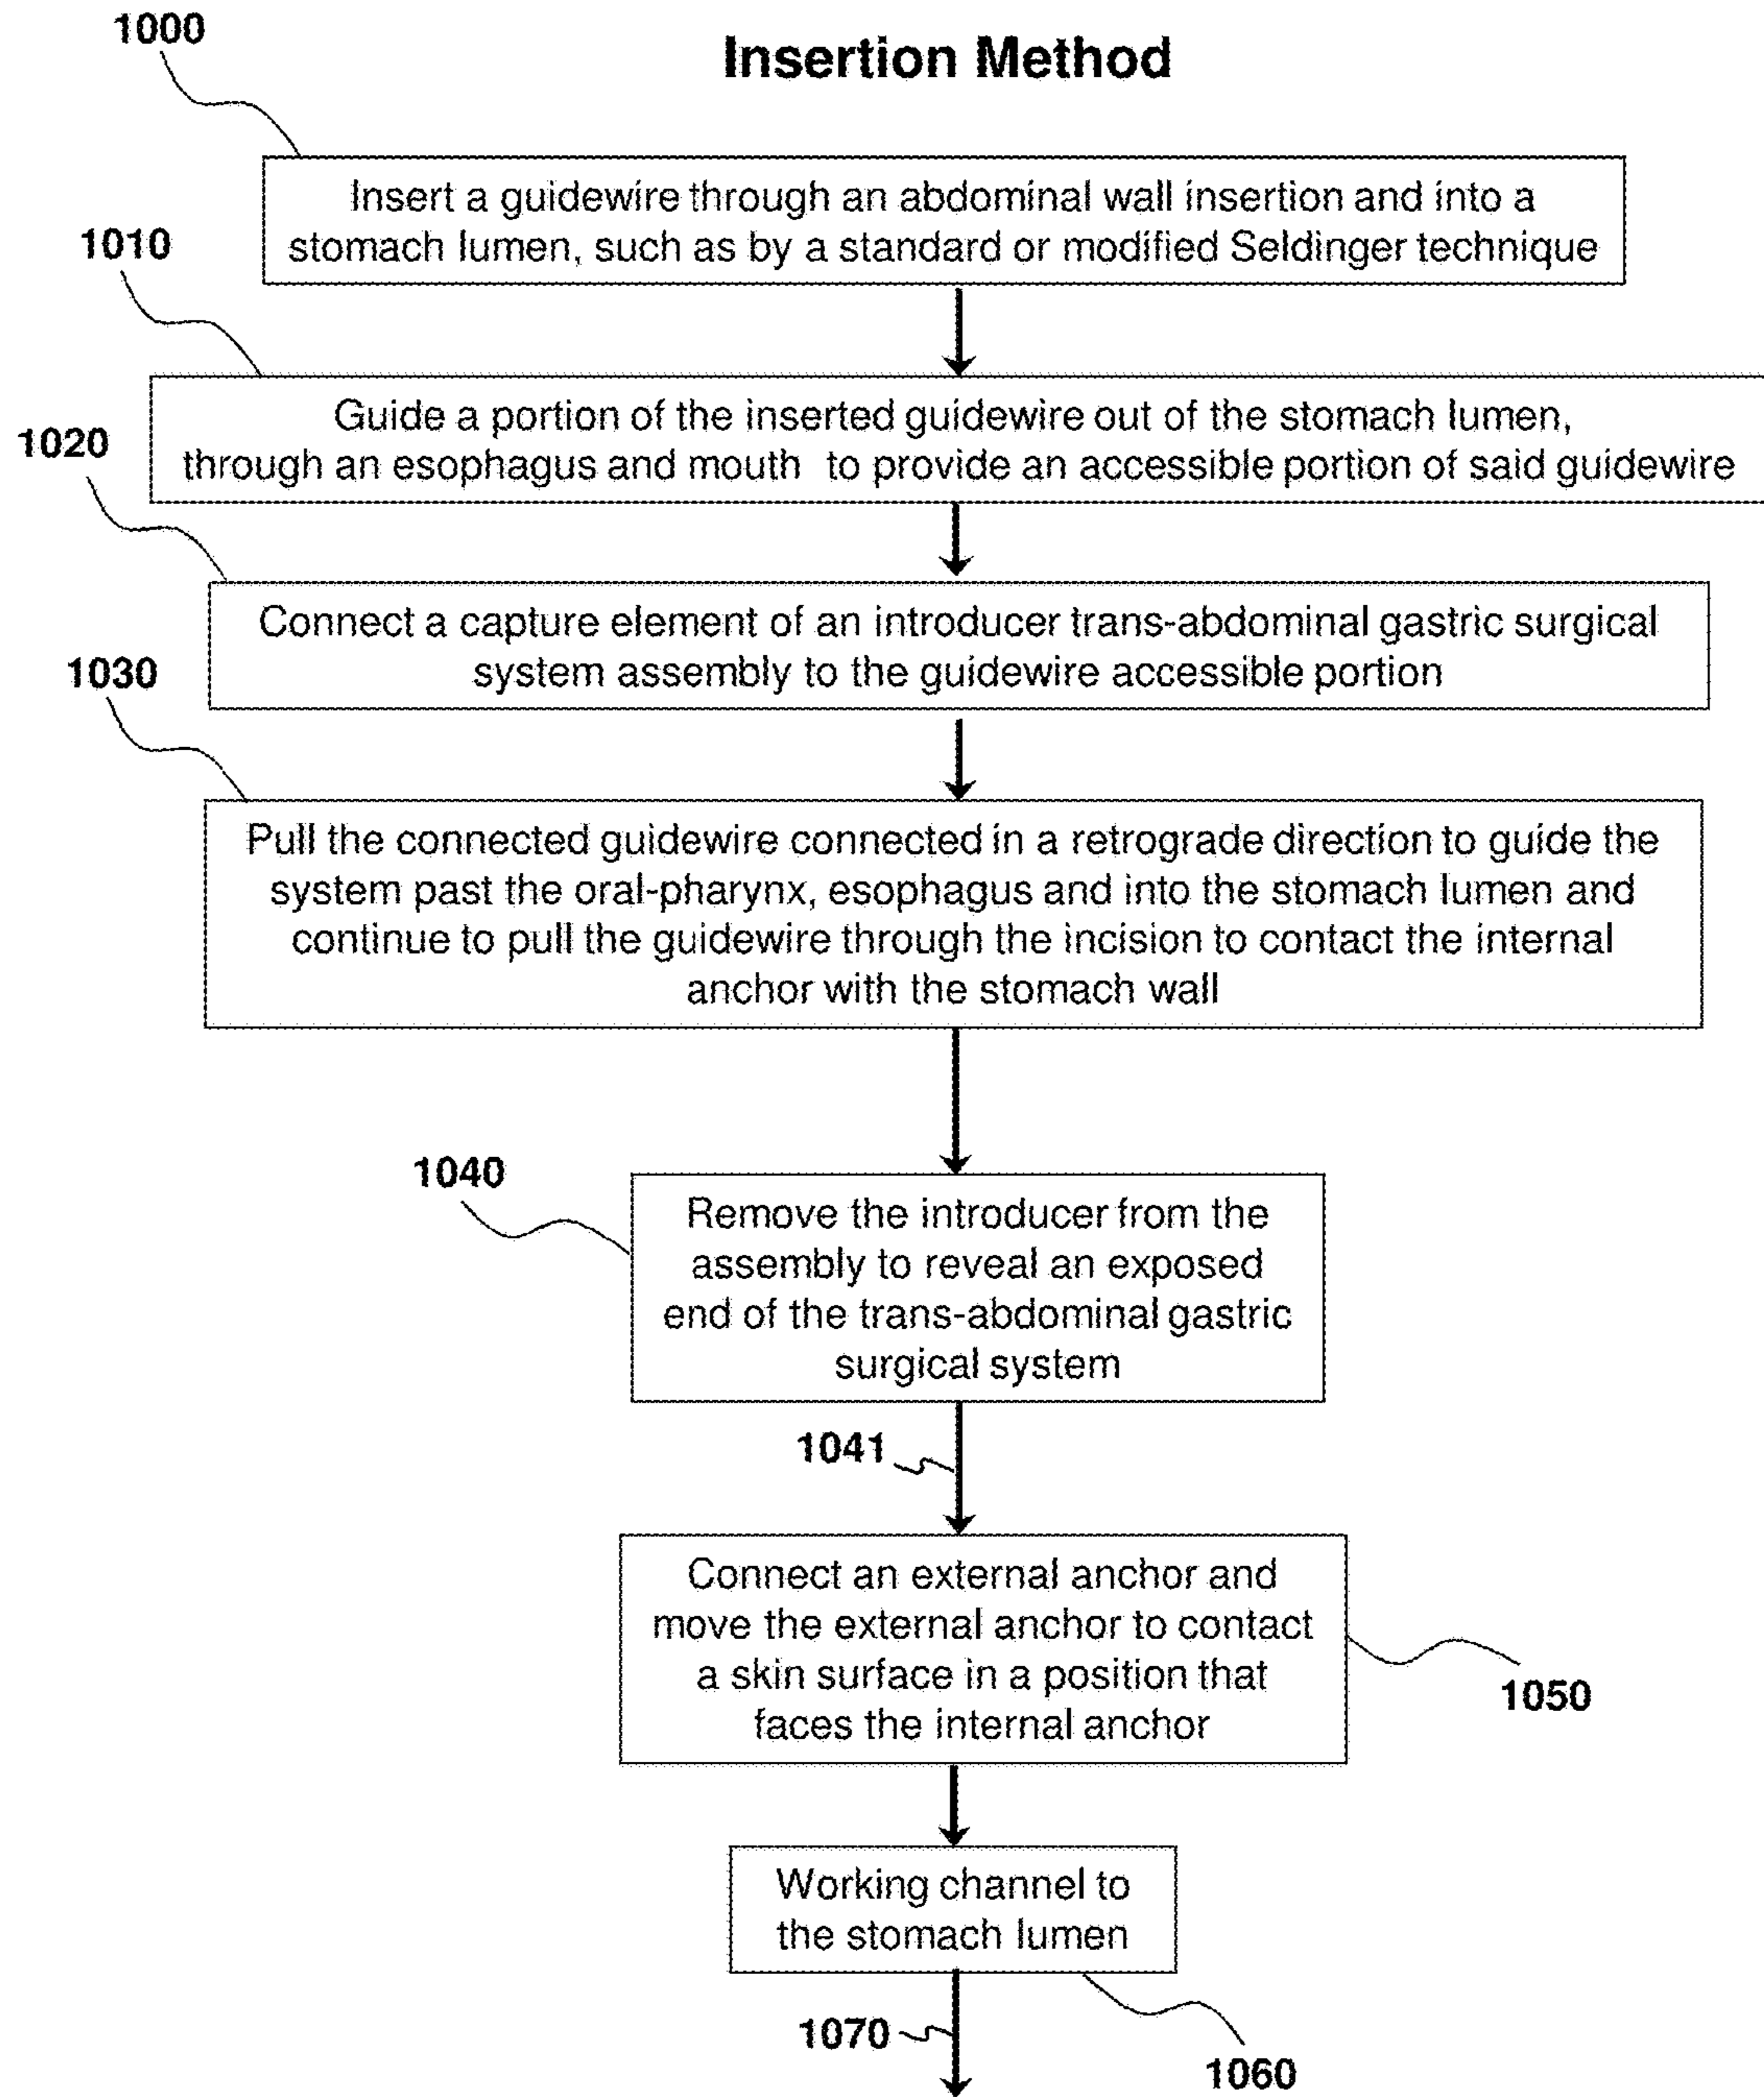 1000
Insertion Method
Insert a guidewire through an abdominal wall insertion and into a
stomach lumen, such as by a standard or modified Seldinger technique
1010
Guide a portion of the inserted guidewire out of the stomach lumen,
through an esophagus and mouth to provide an accessible portion of said guidewire
1020
Connect a capture element of an introducer trans-abdominal gastric surgical
system assembly to the guidewire accessible portion
1030
Pull the connected guidewire connected in a retrograde direction to guide the
system past the oral-pharynx, esophagus and into the stomach lumen and
continue to pull the guidewire through the incision to contact the internal
anchor with the stomach wall
1040
Remove the introducer from the
assembly to reveal an exposed
end of the trans-abdominal gastric
surgical system
1041
Connect an external anchor and
move the external anchor to contact
a skin surface in a position that
faces the internal anchor
1050
Working channel to
the stomach lumen
1070
1060